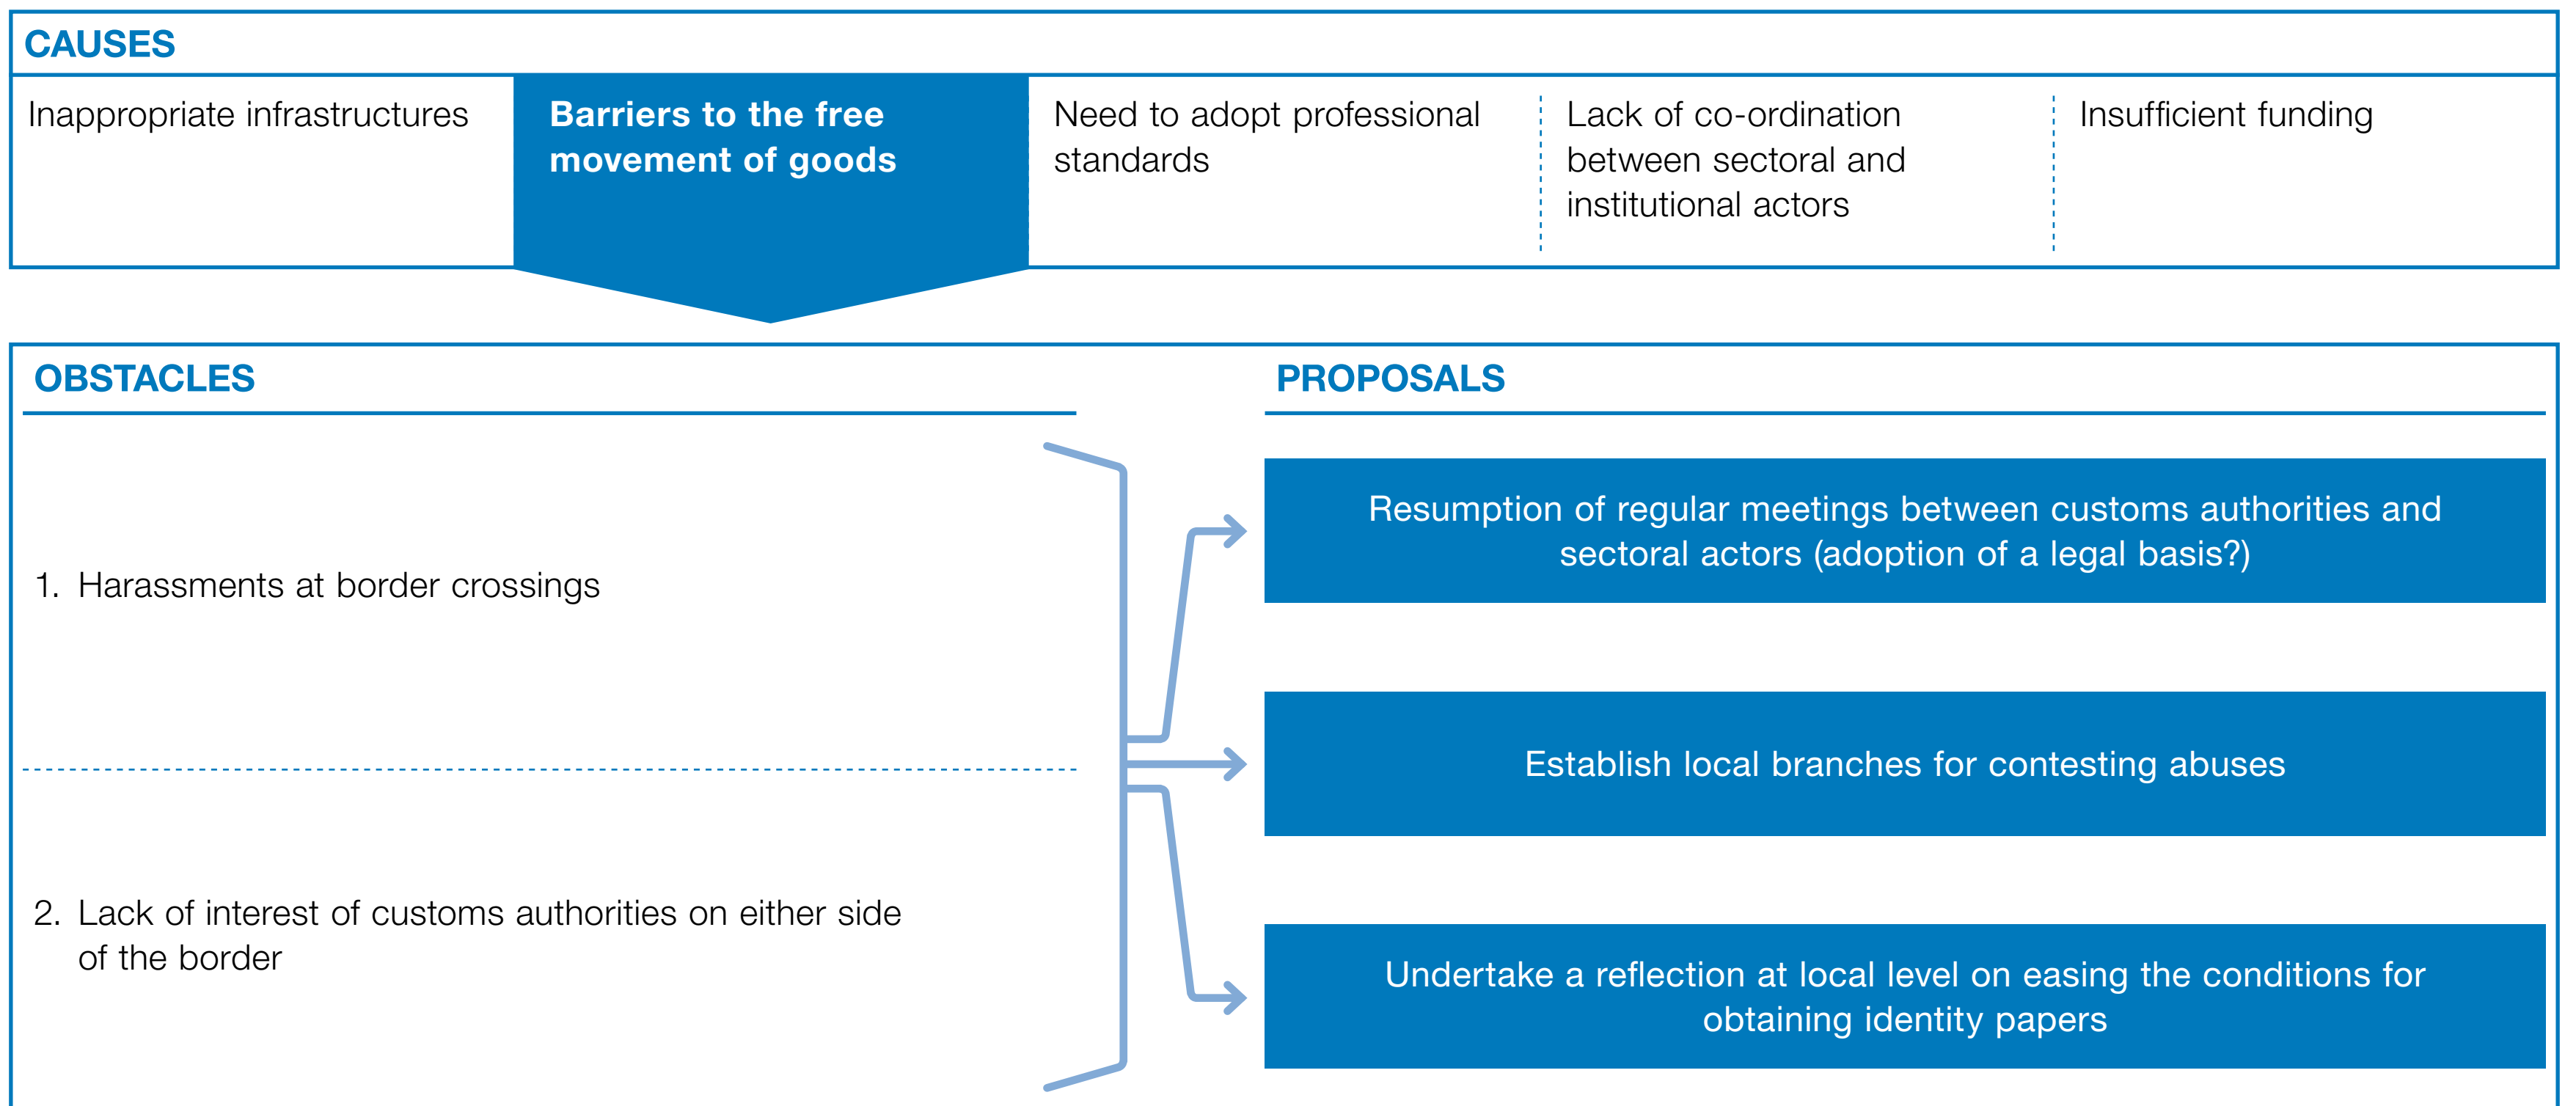 CAUSES
Inappropriate infrastructures
Barriers to the free
movement of goods
Need to adopt professional
standards
Lack of co-ordination
between sectoral and
institutional actors
Insufficient funding
OBSTACLES
1. Harassments at border crossings
2. Lack of interest of customs authorities on either side
of the border
PROPOSALS
Resumption of regular meetings between customs authorities and
sectoral actors (adoption of a legal basis?)
Establish local branches for contesting abuses
Undertake a reflection at local level on easing the conditions for
obtaining identity papers